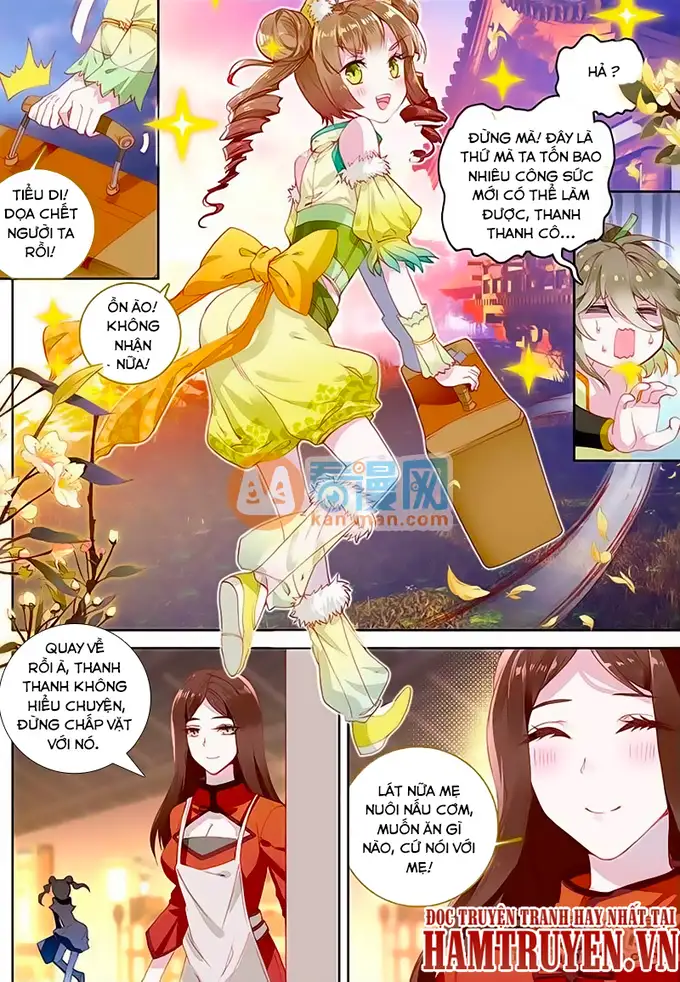 TIỂU DI!
DỌA CHẾT
NGƯỜI TA
RỒI!
HẢ ?
ĐỪNG MÀ! ĐÂY LÀ
THỨ MÀ TA TỐN BAO
NHIÊU CÔNG SỨC
MỚI CÓ THỂ LÀM
ĐƯỢC, THANH
THANH CÔ...
ỒN ÀO!
KHÔNG
NHẬN
NỮA!
看漫网
kanman.com
QUAY VỀ
RỒI À, THANH
THANH KHÔNG
HIỂU CHUYỆN,
ĐỪNG CHẤP VẶT
VỚI NÓ.
LÁT NỮA MẸ
NUÔI NẤU CƠM,
MUỐN ĂN GÌ
NÀO, CỨ NÓI VỚI
MẸ!
ĐỌC TRUYỆN TRANH HAY NHẤT TẠI
HAMTRUYEN.VN